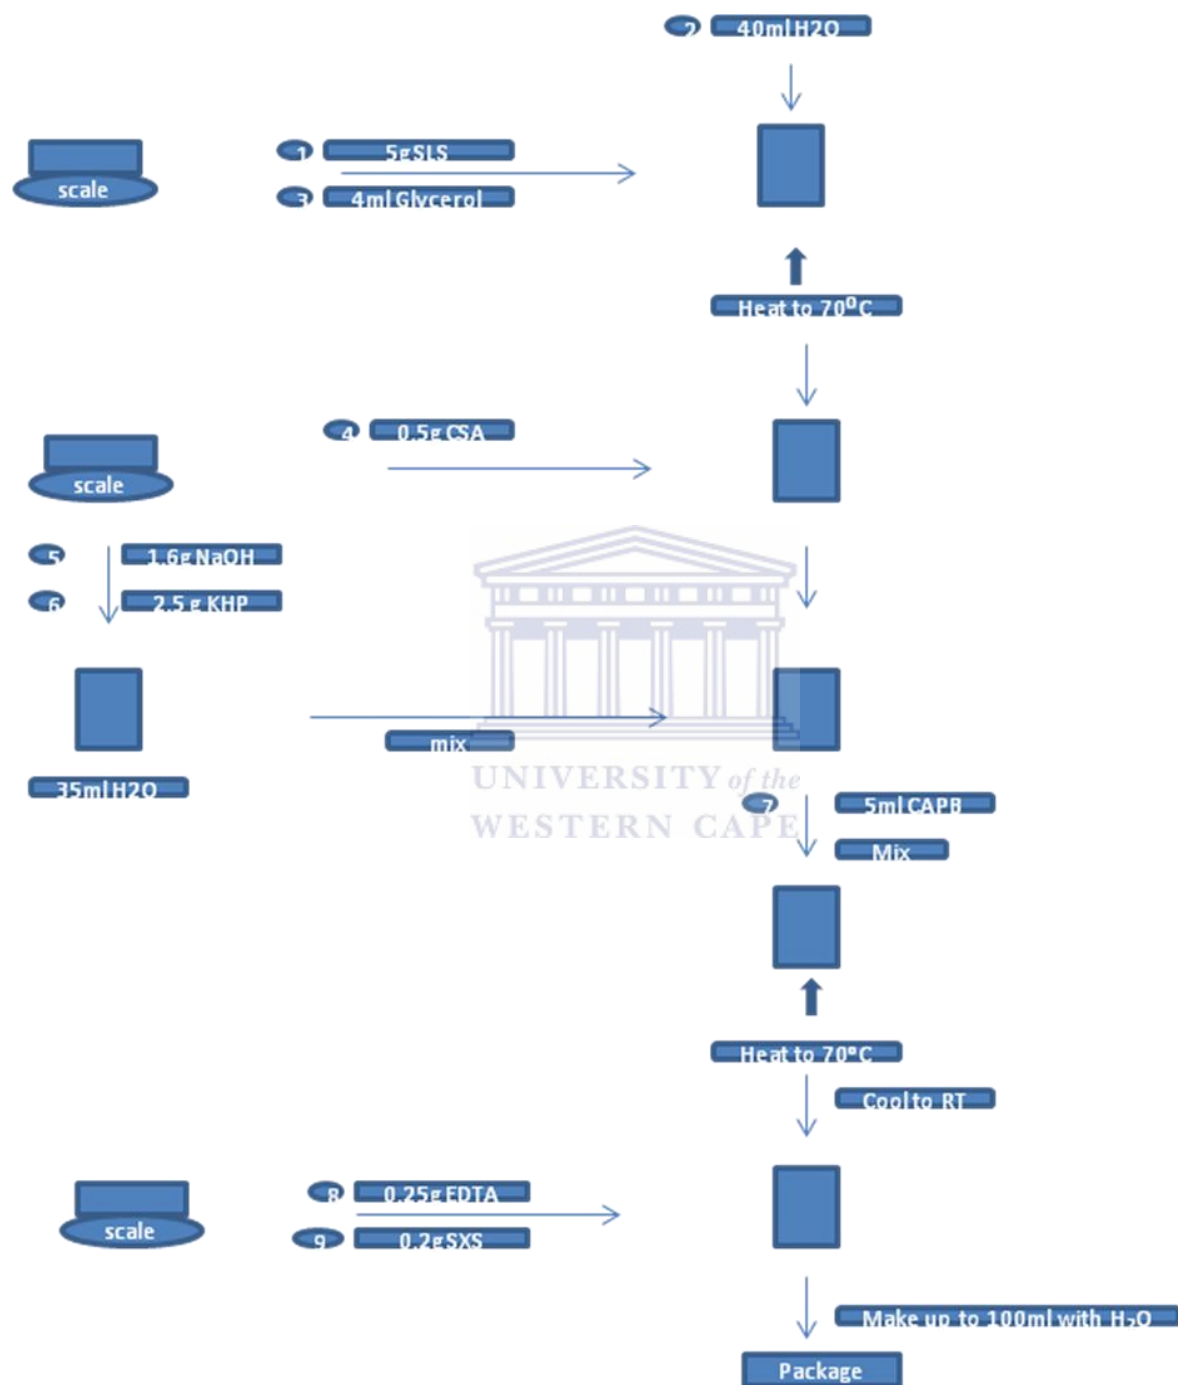 2 40ml H2O
1 5g SLS
scale
3 4ml Glycerol
Heat to 70⁰C
4 0.5g CSA
scale
5 1.6g NaOH
6 2.5 g KHP
mix
35ml H2O
UNIVERSITY of the
WESTERN CAPE
7 5ml CAPB
Mix
Heat to 70°C
Cool to RT
8 0.25g EDTA
scale
9 0.2g SXS
Make up to 100ml with H₂O
Package